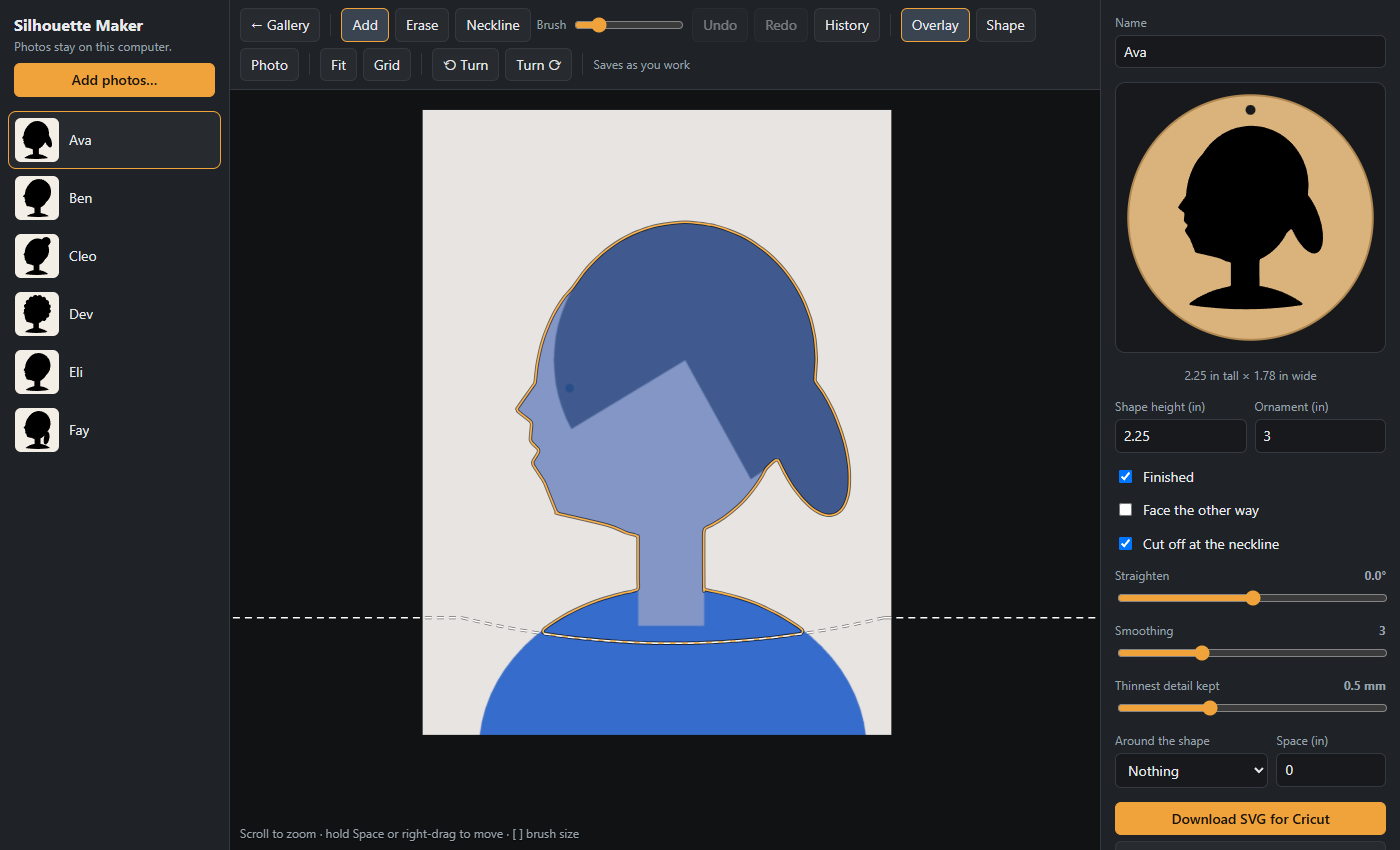 Silhouette Maker
Photos stay on this computer.
Add photos...
Ava
Ben
Cleo
Dev
Eli
Fay
← Gallery
Add
Erase
Neckline
Brush
Undo
Redo
History
Overlay
Shape
Photo
Fit
Grid
⟲ Turn
Turn ⟳
Saves as you work
Scroll to zoom · hold Space or right-drag to move · [ ] brush size
Name
Ava
2.25 in tall × 1.78 in wide
Shape height (in) Ornament (in)
2.25 3
Finished
Face the other way
Cut off at the neckline
Straighten 0.0°
Smoothing 3
Thinnest detail kept 0.5 mm
Around the shape Space (in)
Nothing 0
Download SVG for Cricut